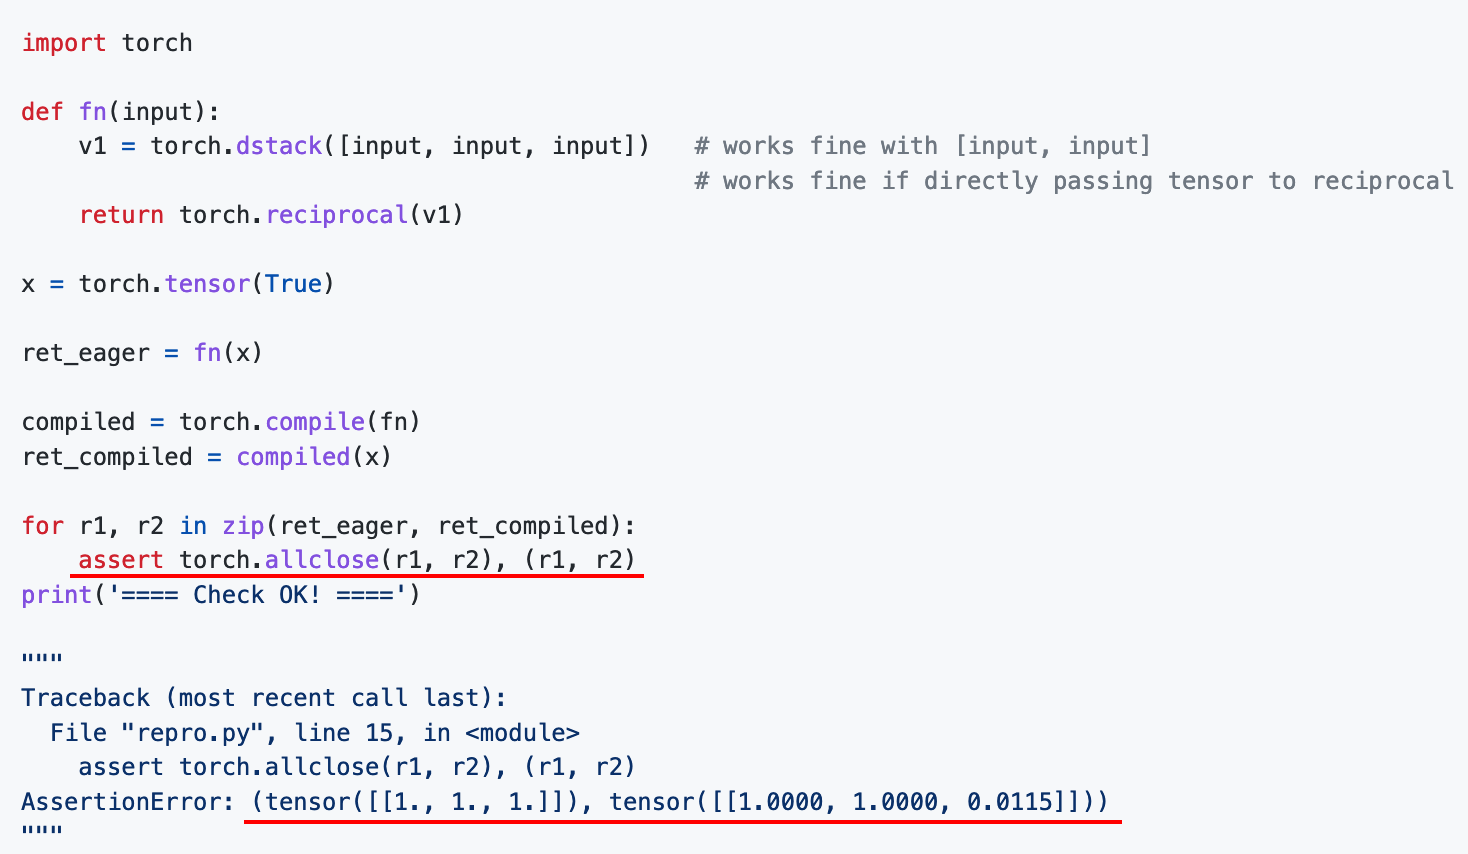 import torch
def fn(input):
    v1 = torch.dstack([input, input, input])   # works fine with [input, input]
                                               # works fine if directly passing tensor to reciprocal
    return torch.reciprocal(v1)
x = torch.tensor(True)
ret_eager = fn(x)
compiled = torch.compile(fn)
ret_compiled = compiled(x)
for r1, r2 in zip(ret_eager, ret_compiled):
    assert torch.allclose(r1, r2), (r1, r2)
print('==== Check OK! ====')
"""
Traceback (most recent call last):
  File "repro.py", line 15, in <module>
    assert torch.allclose(r1, r2), (r1, r2)
AssertionError: (tensor([[1., 1., 1.]]), tensor([[1.0000, 1.0000, 0.0115]]))
"""